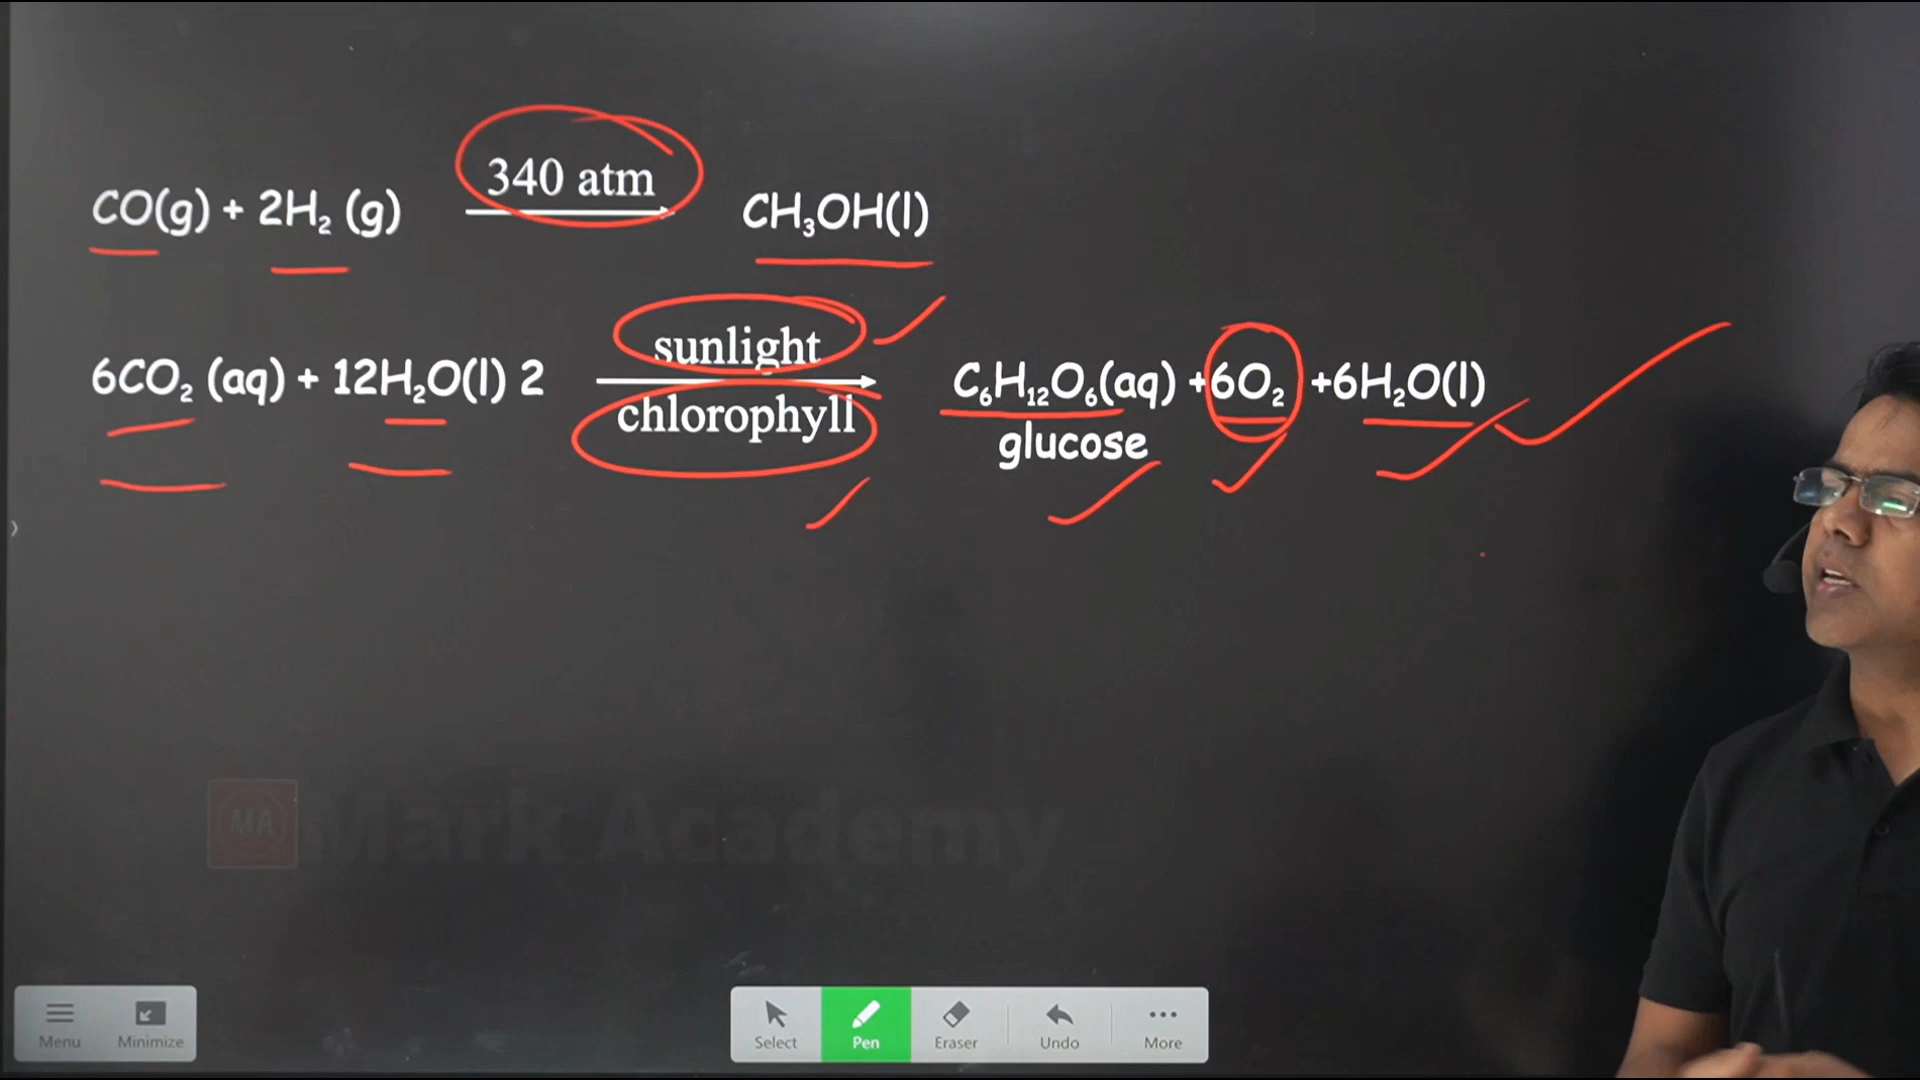 340 atm
CO(g) + 2H₂ (g) CH₃OH(l)
sunlight
6CO₂ (aq) + 12H₂O(l) 2 C₆H₁₂O₆(aq) +6O₂ +6H₂O(l)
chlorophyll
glucose
MA Mark Academy
Menu Minimize Select Pen Eraser Undo More